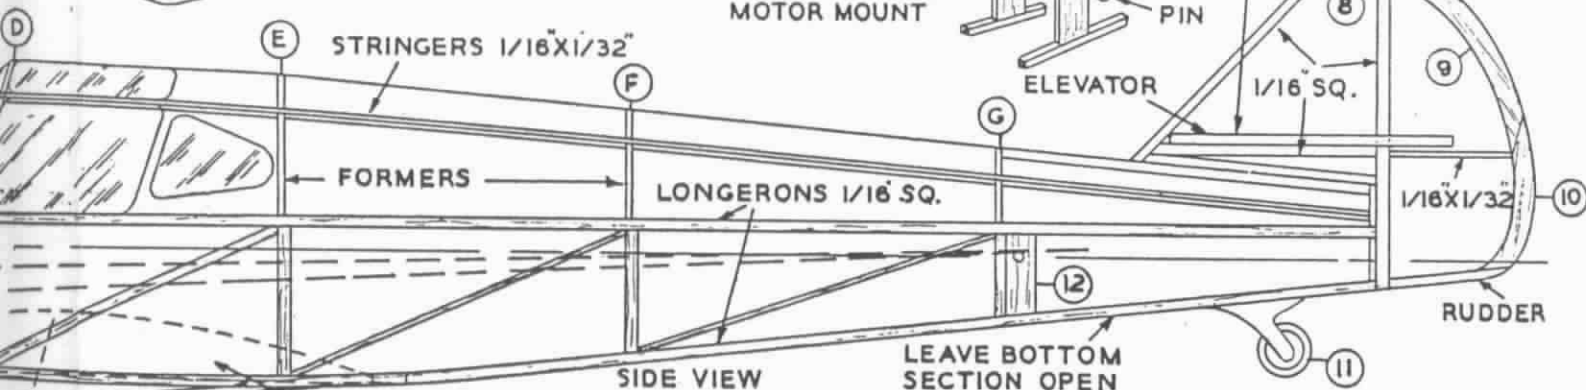 MOTOR MOUNT
PIN
8
D
E
STRINGERS 1/16"X1/32"
F
ELEVATOR
1/16" SQ.
9
G
FORMERS
LONGERONS 1/16" SQ.
1/16"X1/32"
10
12
RUDDER
LEAVE BOTTOM
SECTION OPEN
11
SIDE VIEW